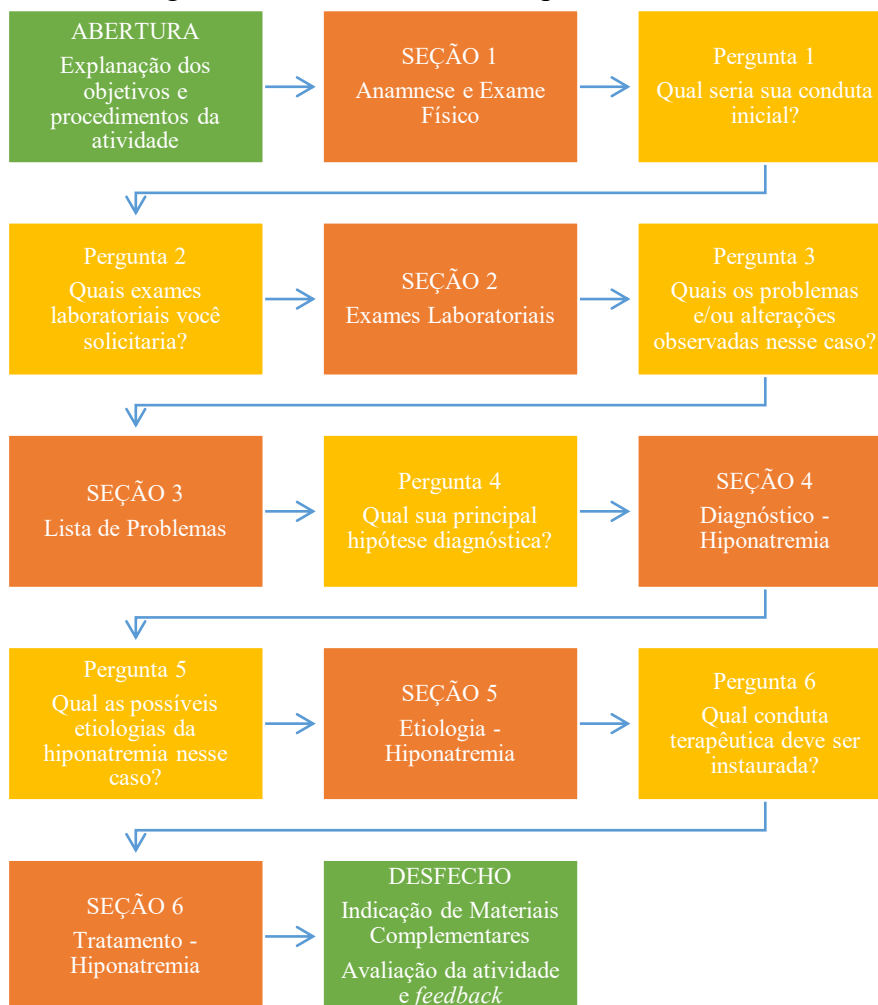 ABERTURA
Explanação dos
objetivos e
procedimentos da
atividade
SEÇÃO 1
Anamnese e Exame
Físico
Pergunta 1
Qual seria sua conduta
inicial?
Pergunta 2
Quais exames
laboratoriais você
solicitaria?
SEÇÃO 2
Exames Laboratoriais
Pergunta 3
Quais os problemas
e/ou alterações
observadas nesse caso?
SEÇÃO 3
Lista de Problemas
Pergunta 4
Qual sua principal
hipótese diagnóstica?
SEÇÃO 4
Diagnóstico -
Hiponatremia
Pergunta 5
Qual as possíveis
etiologias da
hiponatremia nesse
caso?
SEÇÃO 5
Etiologia -
Hiponatremia
Pergunta 6
Qual conduta
terapêutica deve ser
instaurada?
SEÇÃO 6
Tratamento -
Hiponatremia
DESFECHO
Indicação de Materiais
Complementares
Avaliação da atividade
e feedback